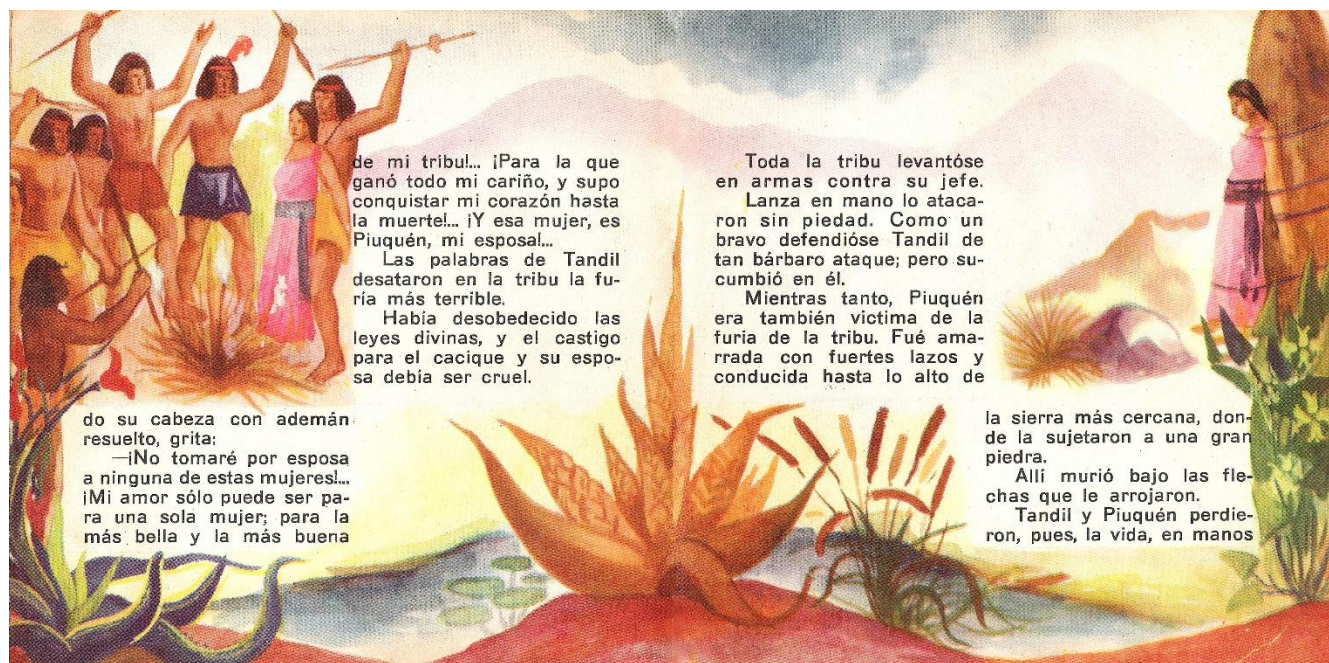 do su cabeza con ademán
resuelto, grita:
—¡No tomaré por esposa
a ninguna de estas mujeres!...
¡Mi amor sólo puede ser pa-
ra una sola mujer; para la
más bella y la más buena
de mi tribu!... ¡Para la que
ganó todo mi cariño, y supo
conquistar mi corazón hasta
la muerte!... ¡Y esa mujer, es
Piuquén, mi esposa!...
Las palabras de Tandil
desataron en la tribu la fu-
ría más terrible.
Había desobedecido las
leyes divinas, y el castigo
para el cacique y su espo-
sa debía ser cruel.
Toda la tribu levantóse
en armas contra su jefe.
Lanza en mano lo ataca-
ron sin piedad. Como un
bravo defendióse Tandil de
tan bárbaro ataque; pero su-
cumbió en él.
Mientras tanto, Piuquén
era también victima de la
furia de la tribu. Fué ama-
rrada con fuertes lazos y
conducida hasta lo alto de
la sierra más cercana, don-
de la sujetaron a una gran
piedra.
Allí murió bajo las fle-
chas que le arrojaron.
Tandil y Piuquén perdie-
ron, pues, la vida, en manos